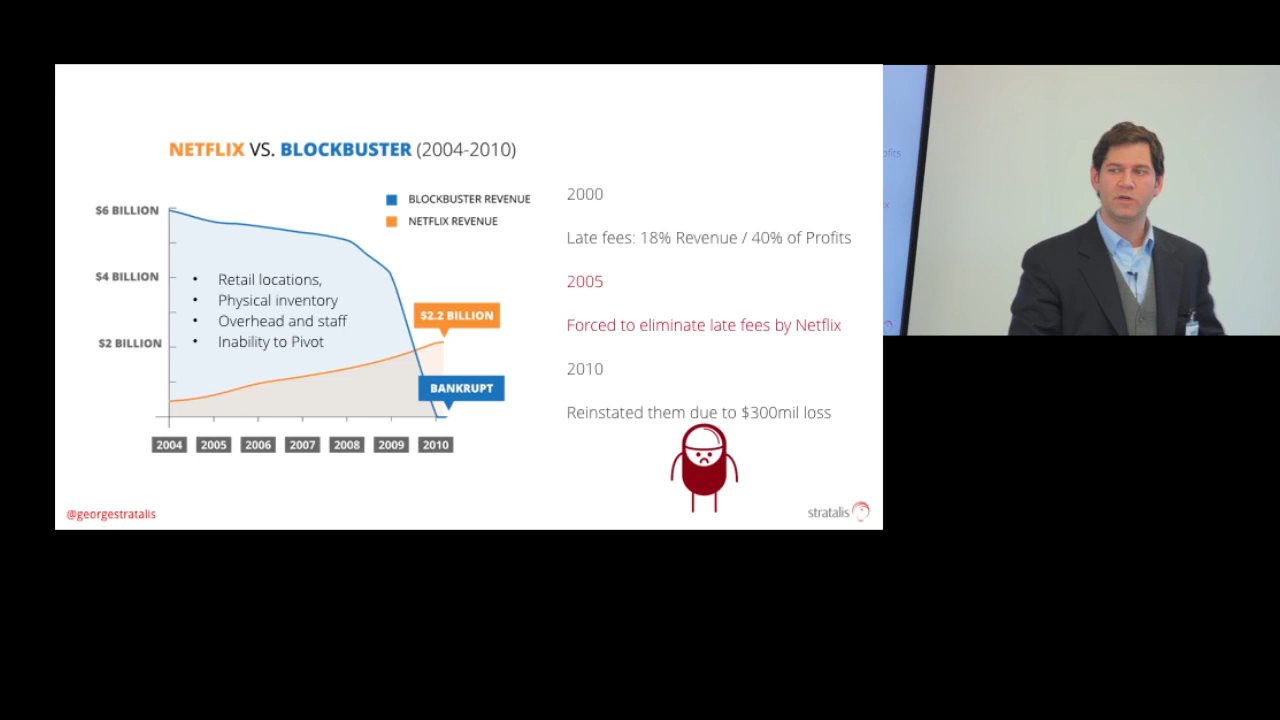 NETFLIX VS. BLOCKBUSTER (2004-2010)
BLOCKBUSTER REVENUE
NETFLIX REVENUE
$6 BILLION
$4 BILLION
$2 BILLION
• Retail locations,
• Physical inventory
• Overhead and staff
• Inability to Pivot
$2.2 BILLION
BANKRUPT
2004 2005 2006 2007 2008 2009 2010
2000
Late fees: 18% Revenue / 40% of Profits
2005
Forced to eliminate late fees by Netflix
2010
Reinstated them due to $300mil loss
@georgestratalis
stratalis
ofits
ix